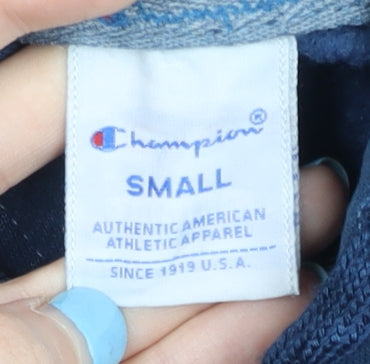 Champion®
SMALL
AUTHENTIC AMERICAN
ATHLETIC APPAREL
SINCE 1919 U.S.A.